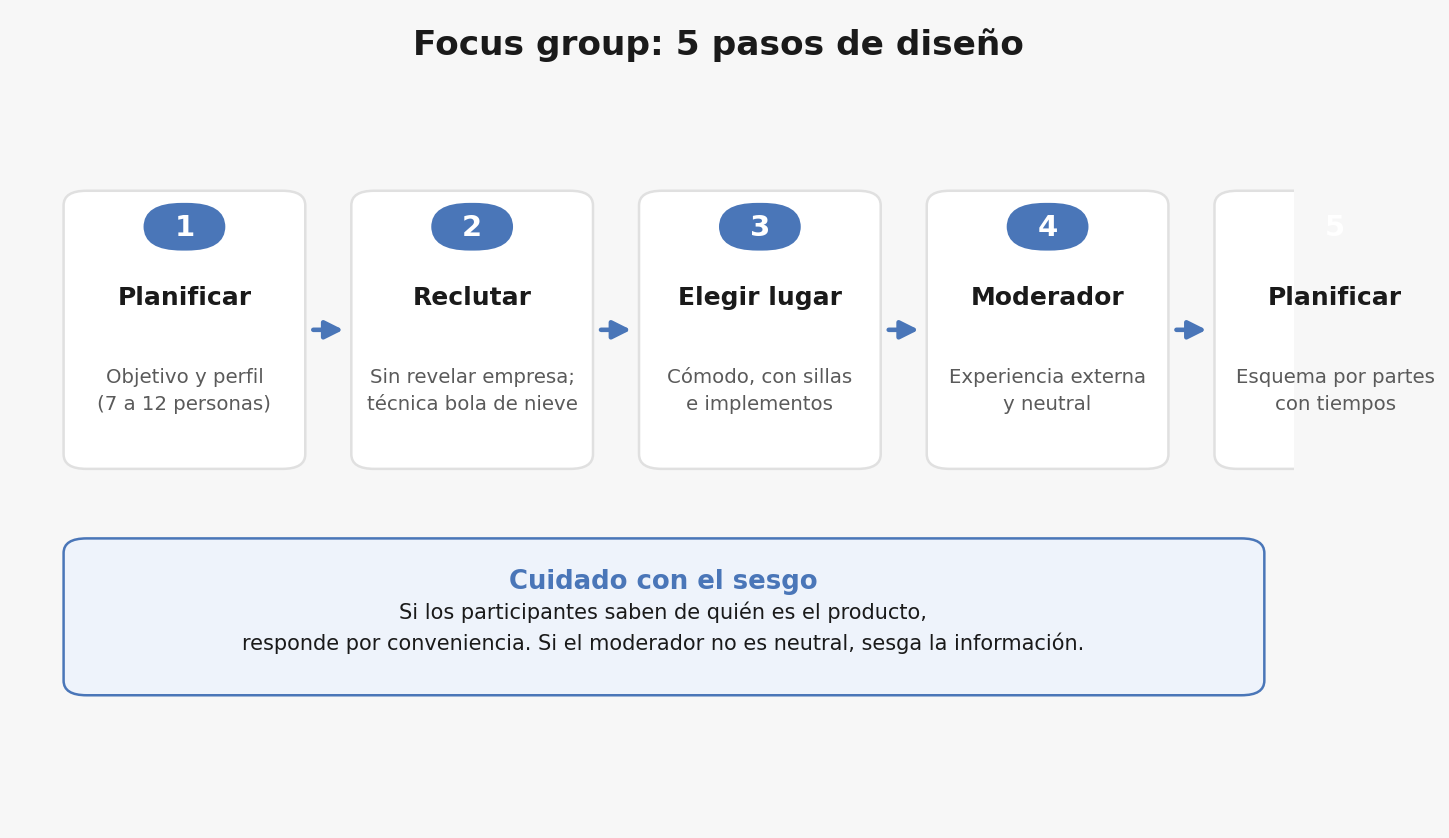 Focus group: 5 pasos de diseño
1
Planificar
Objetivo y perfil
(7 a 12 personas)
2
Reclutar
Sin revelar empresa;
técnica bola de nieve
3
Elegir lugar
Cómodo, con sillas
e implementos
4
Moderador
Experiencia externa
y neutral
5
Planificar
Esquema por partes
con tiempos
Cuidado con el sesgo
Si los participantes saben de quién es el producto,
responde por conveniencia. Si el moderador no es neutral, sesga la información.